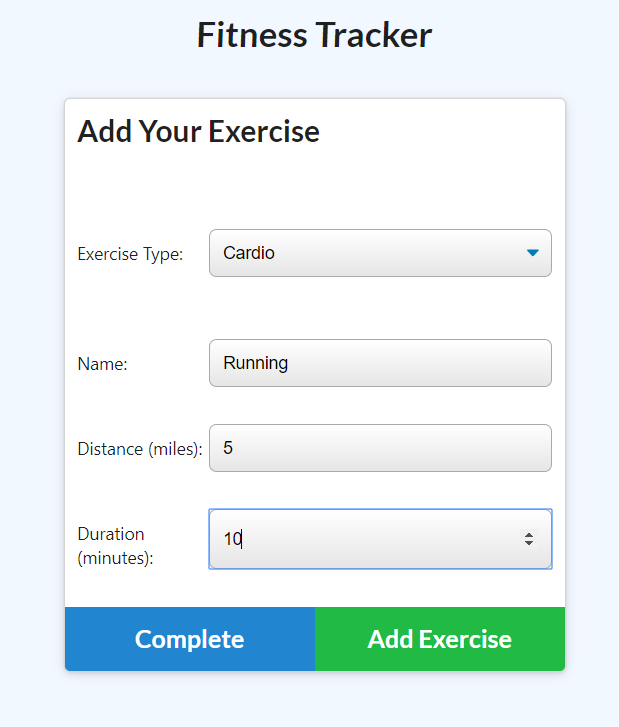 Fitness Tracker
Add Your Exercise
Exercise Type: Cardio
Name: Running
Distance (miles): 5
Duration
(minutes): 10
Complete Add Exercise